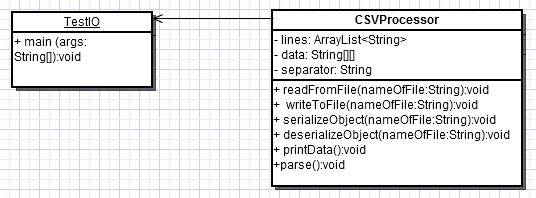 TestIO
+ main (args:
String[]):void
CSVProcessor
- lines: ArrayList<String>
- data: String[][]
- separator: String
+ readFromFile(nameOfFile:String):void
+ writeToFile(nameOfFile:String):void
+ serializeObject(nameOfFile:String):void
+ deserializeObject(nameOfFile:String):void
+ printData():void
+parse():void